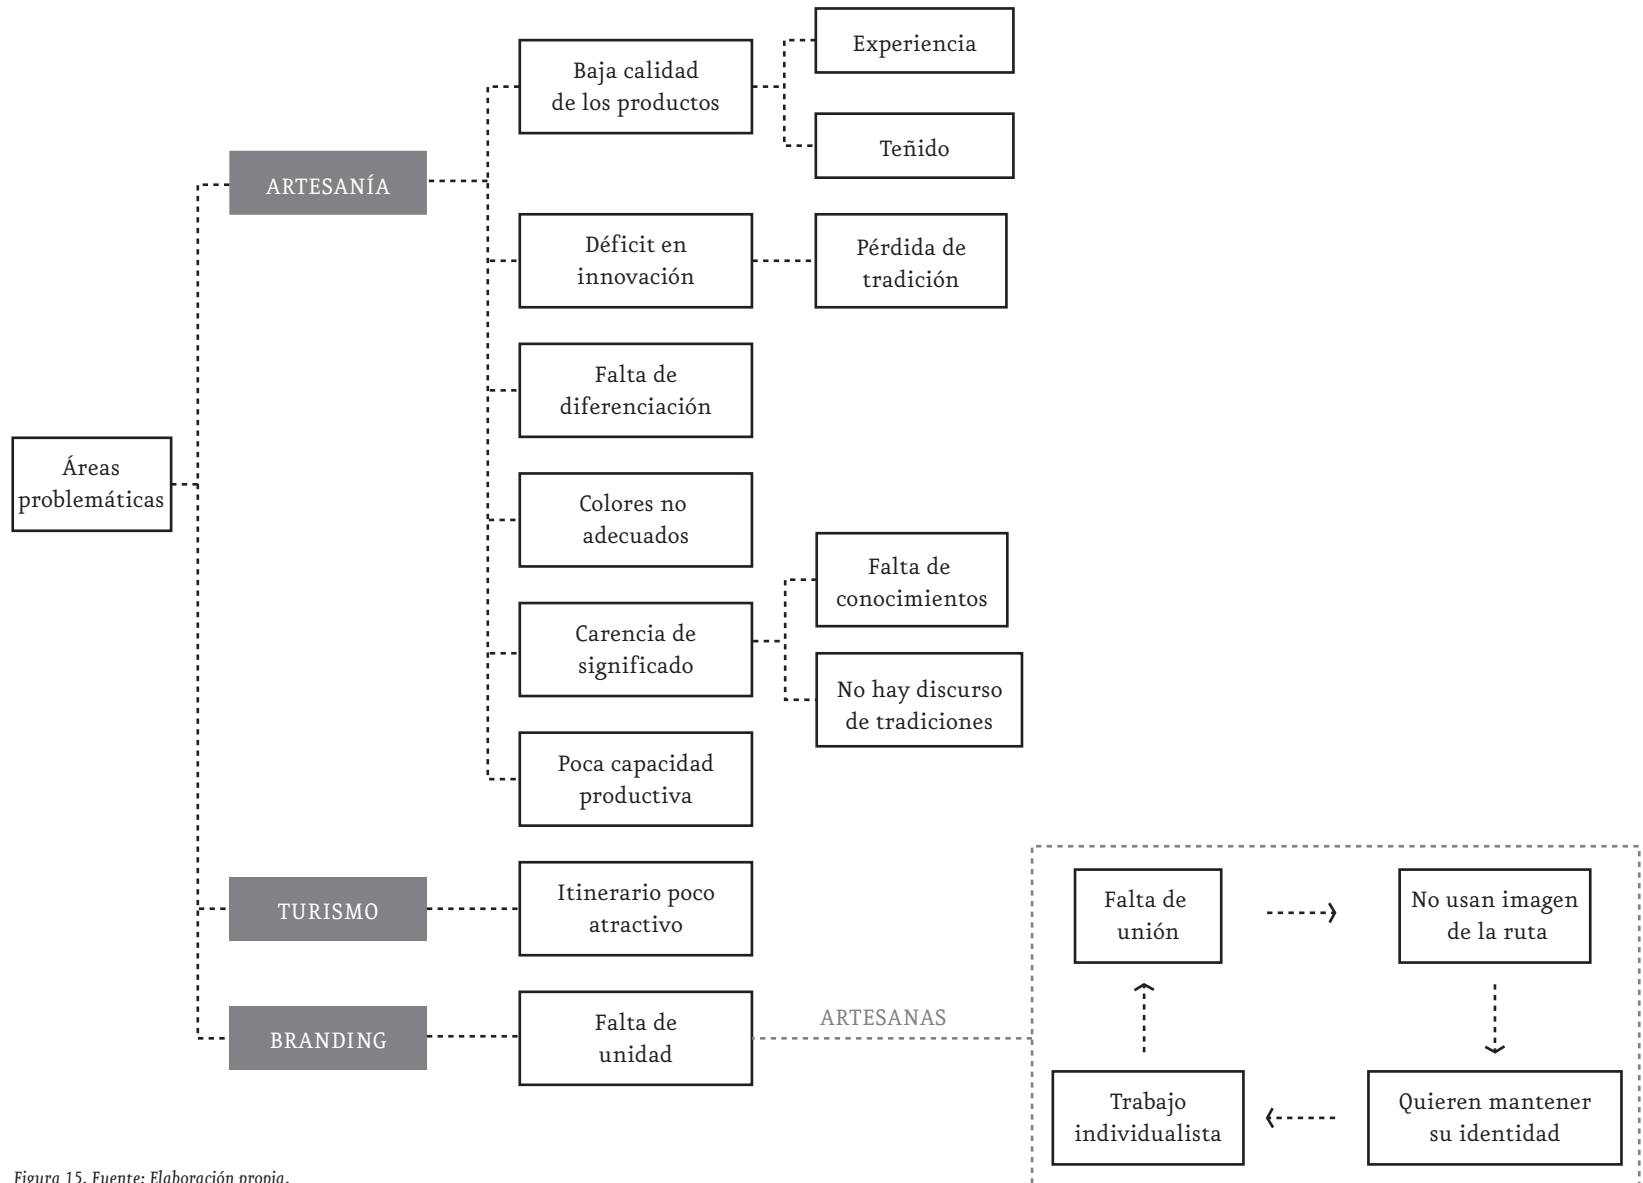 Áreas
problemáticas
ARTESANÍA
Baja calidad
de los productos
Experiencia
Teñido
Déficit en
innovación
Pérdida de
tradición
Falta de
diferenciación
Colores no
adecuados
Carencia de
significado
Falta de
conocimientos
No hay discurso
de tradiciones
Poca capacidad
productiva
TURISMO
Itinerario poco
atractivo
BRANDING
Falta de
unidad
ARTESANAS
Falta de
unión
No usan imagen
de la ruta
Quieren mantener
su identidad
Trabajo
individualista
Figura 15. Fuente: Elaboración propia.